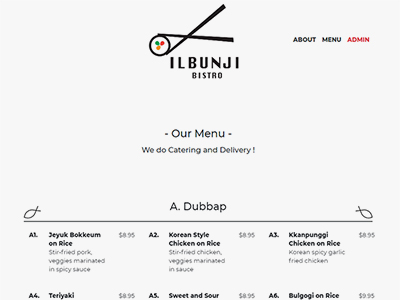 ILBUNJI
BISTRO
ABOUT MENU ADMIN
- Our Menu -
We do Catering and Delivery !
A. Dubbap
A1. Jeyuk Bokkeum on Rice $8.95
Stir-fried pork, veggies marinated in spicy sauce
A2. Korean Style Chicken on Rice $8.95
Stir-fried chicken, veggies marinated in sauce
A3. Kkanpunggi Chicken on Rice $9.95
Korean spicy garlic fried chicken
A4. Teriyaki $8.95
A5. Sweet and Sour $8.95
A6. Bulgogi on Rice $9.95